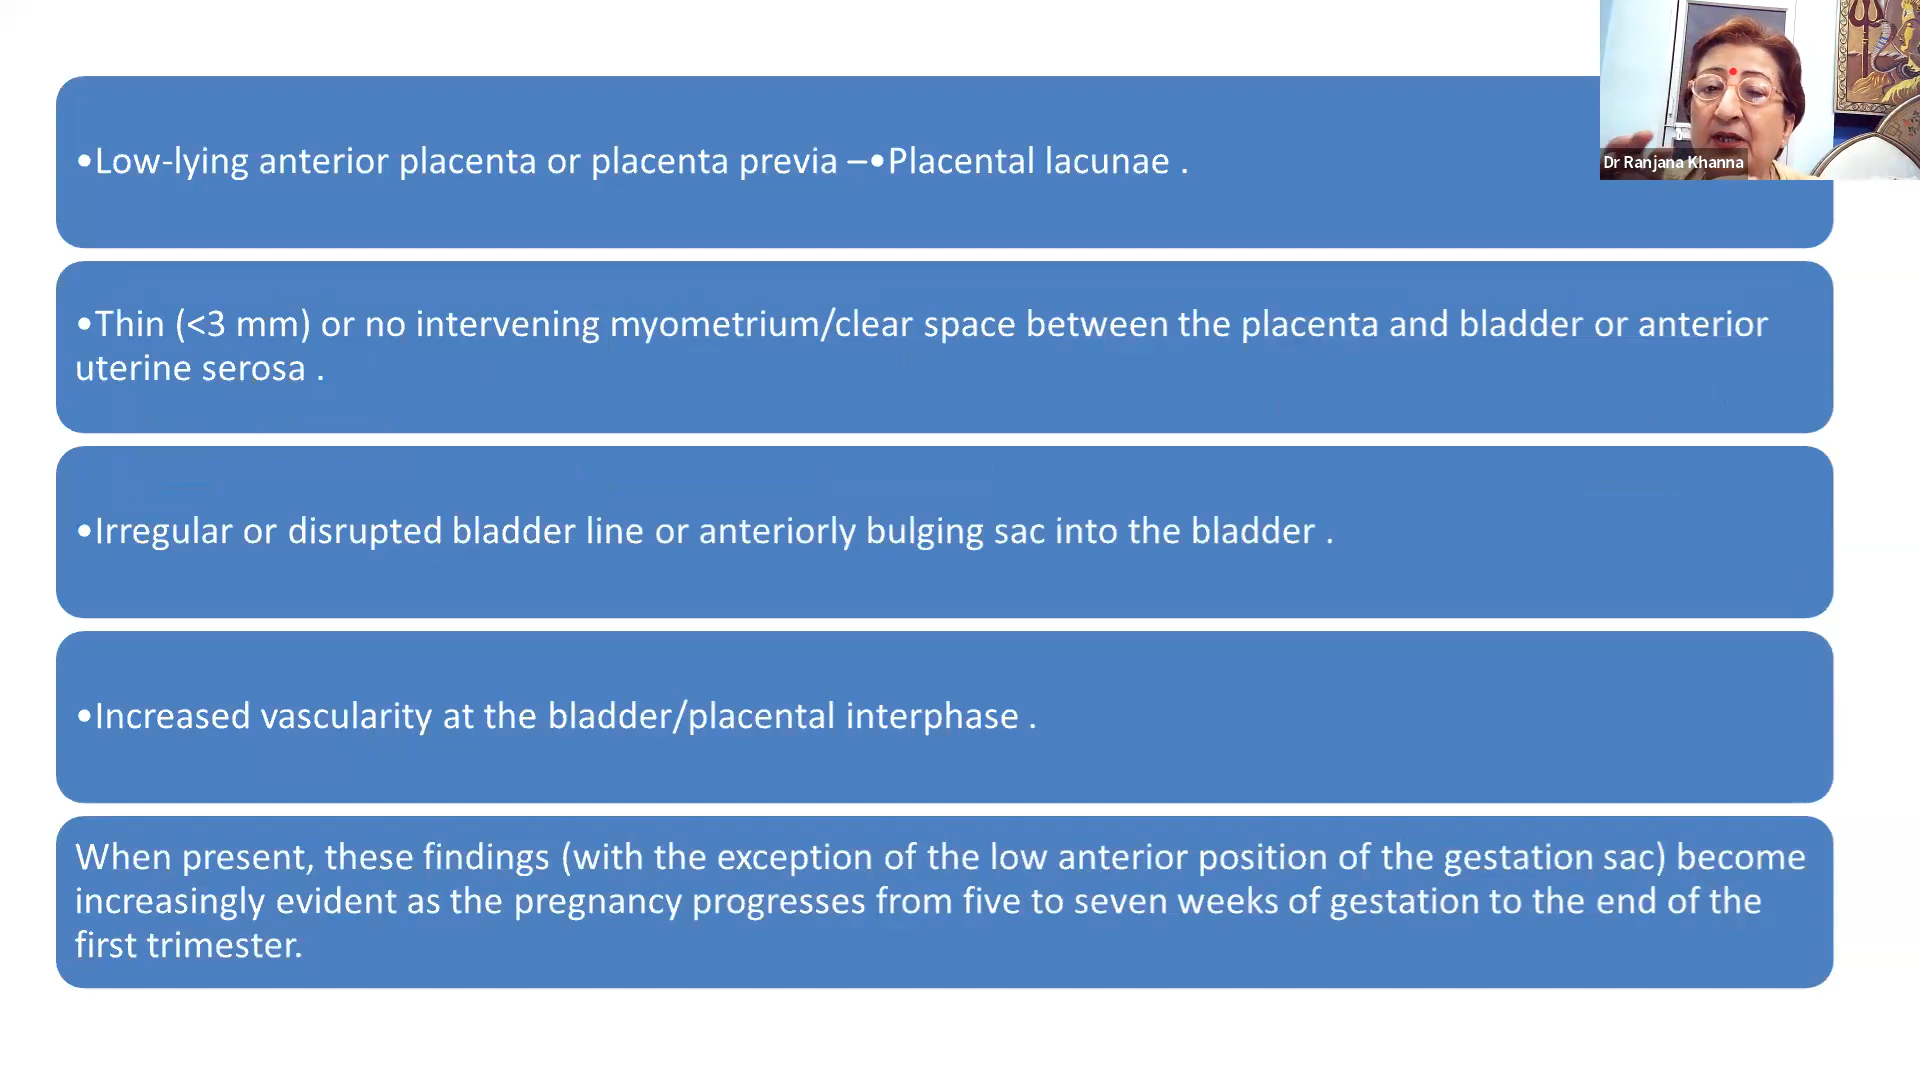 •Low-lying anterior placenta or placenta previa –•Placental lacunae .
Dr Ranjana Khanna
•Thin (<3 mm) or no intervening myometrium/clear space between the placenta and bladder or anterior
uterine serosa .
•Irregular or disrupted bladder line or anteriorly bulging sac into the bladder .
•Increased vascularity at the bladder/placental interphase .
When present, these findings (with the exception of the low anterior position of the gestation sac) become
increasingly evident as the pregnancy progresses from five to seven weeks of gestation to the end of the
first trimester.